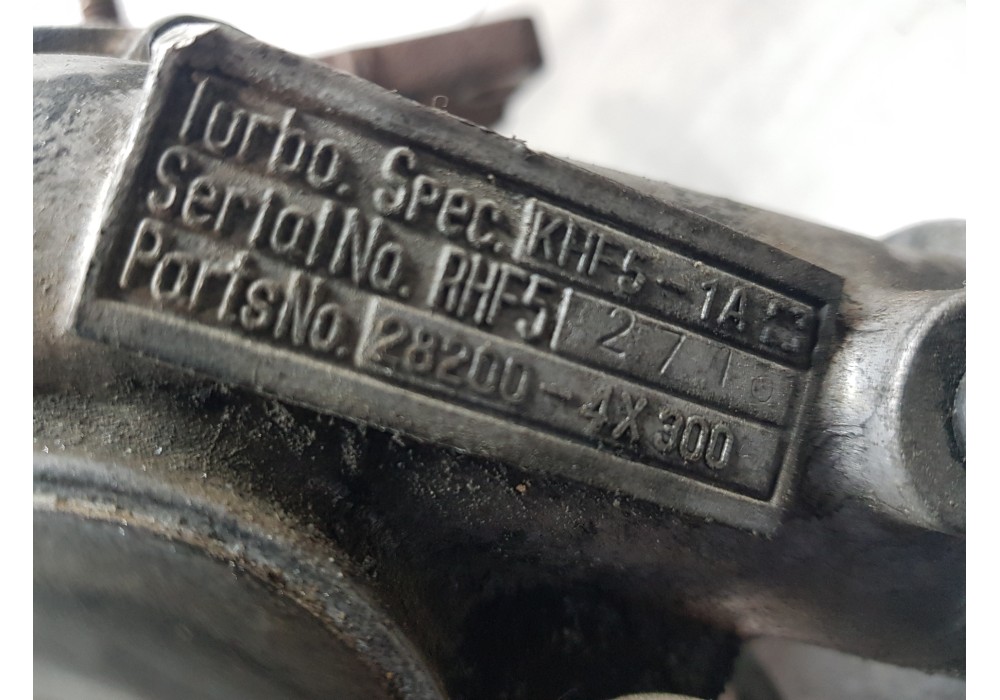 Turbo. Spec. KHF5-1A
Serial No. RHF5 271
Parts No. 28200-4X300